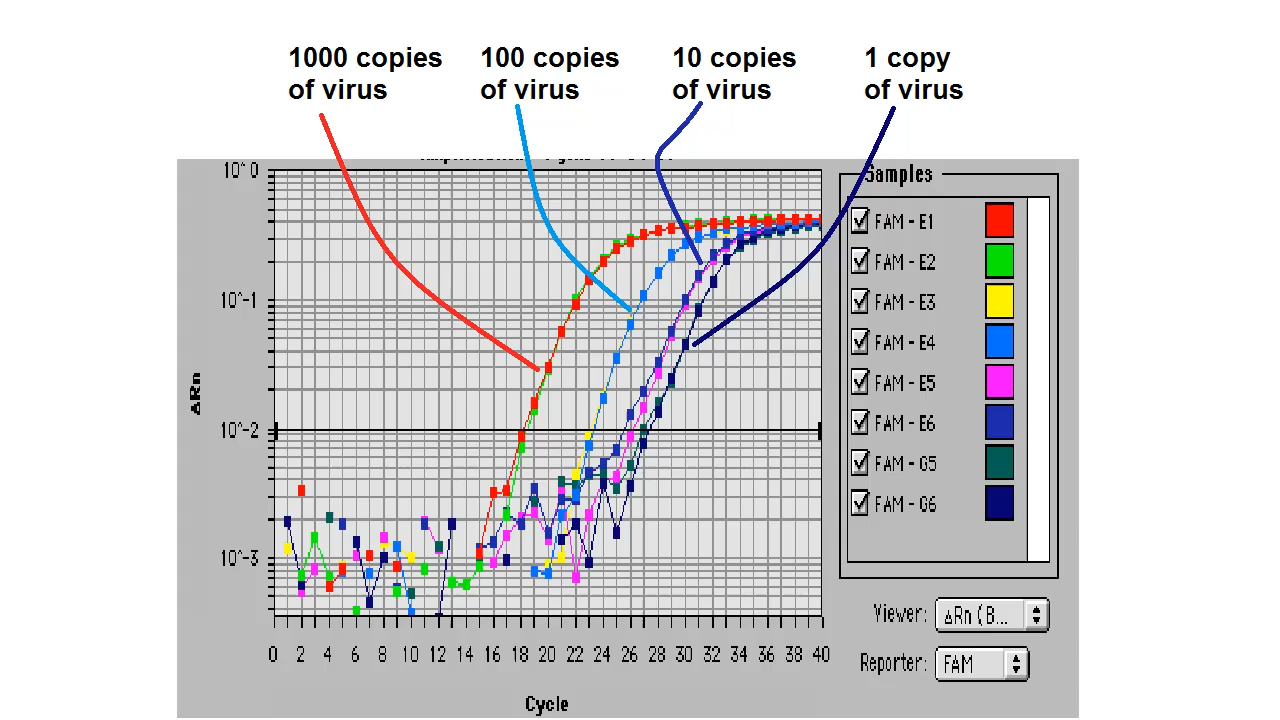 1000 copies
of virus
100 copies
of virus
10 copies
of virus
1 copy
of virus
10^0
10^-1
10^-2
10^-3
ΔRn
0 2 4 6 8 10 12 14 16 18 20 22 24 26 28 30 32 34 36 38 40
Cycle
Samples
FAM - E1
FAM - E2
FAM - E3
FAM - E4
FAM - E5
FAM - E6
FAM - G5
FAM - G6
Viewer: ΔRn (B...
Reporter: FAM